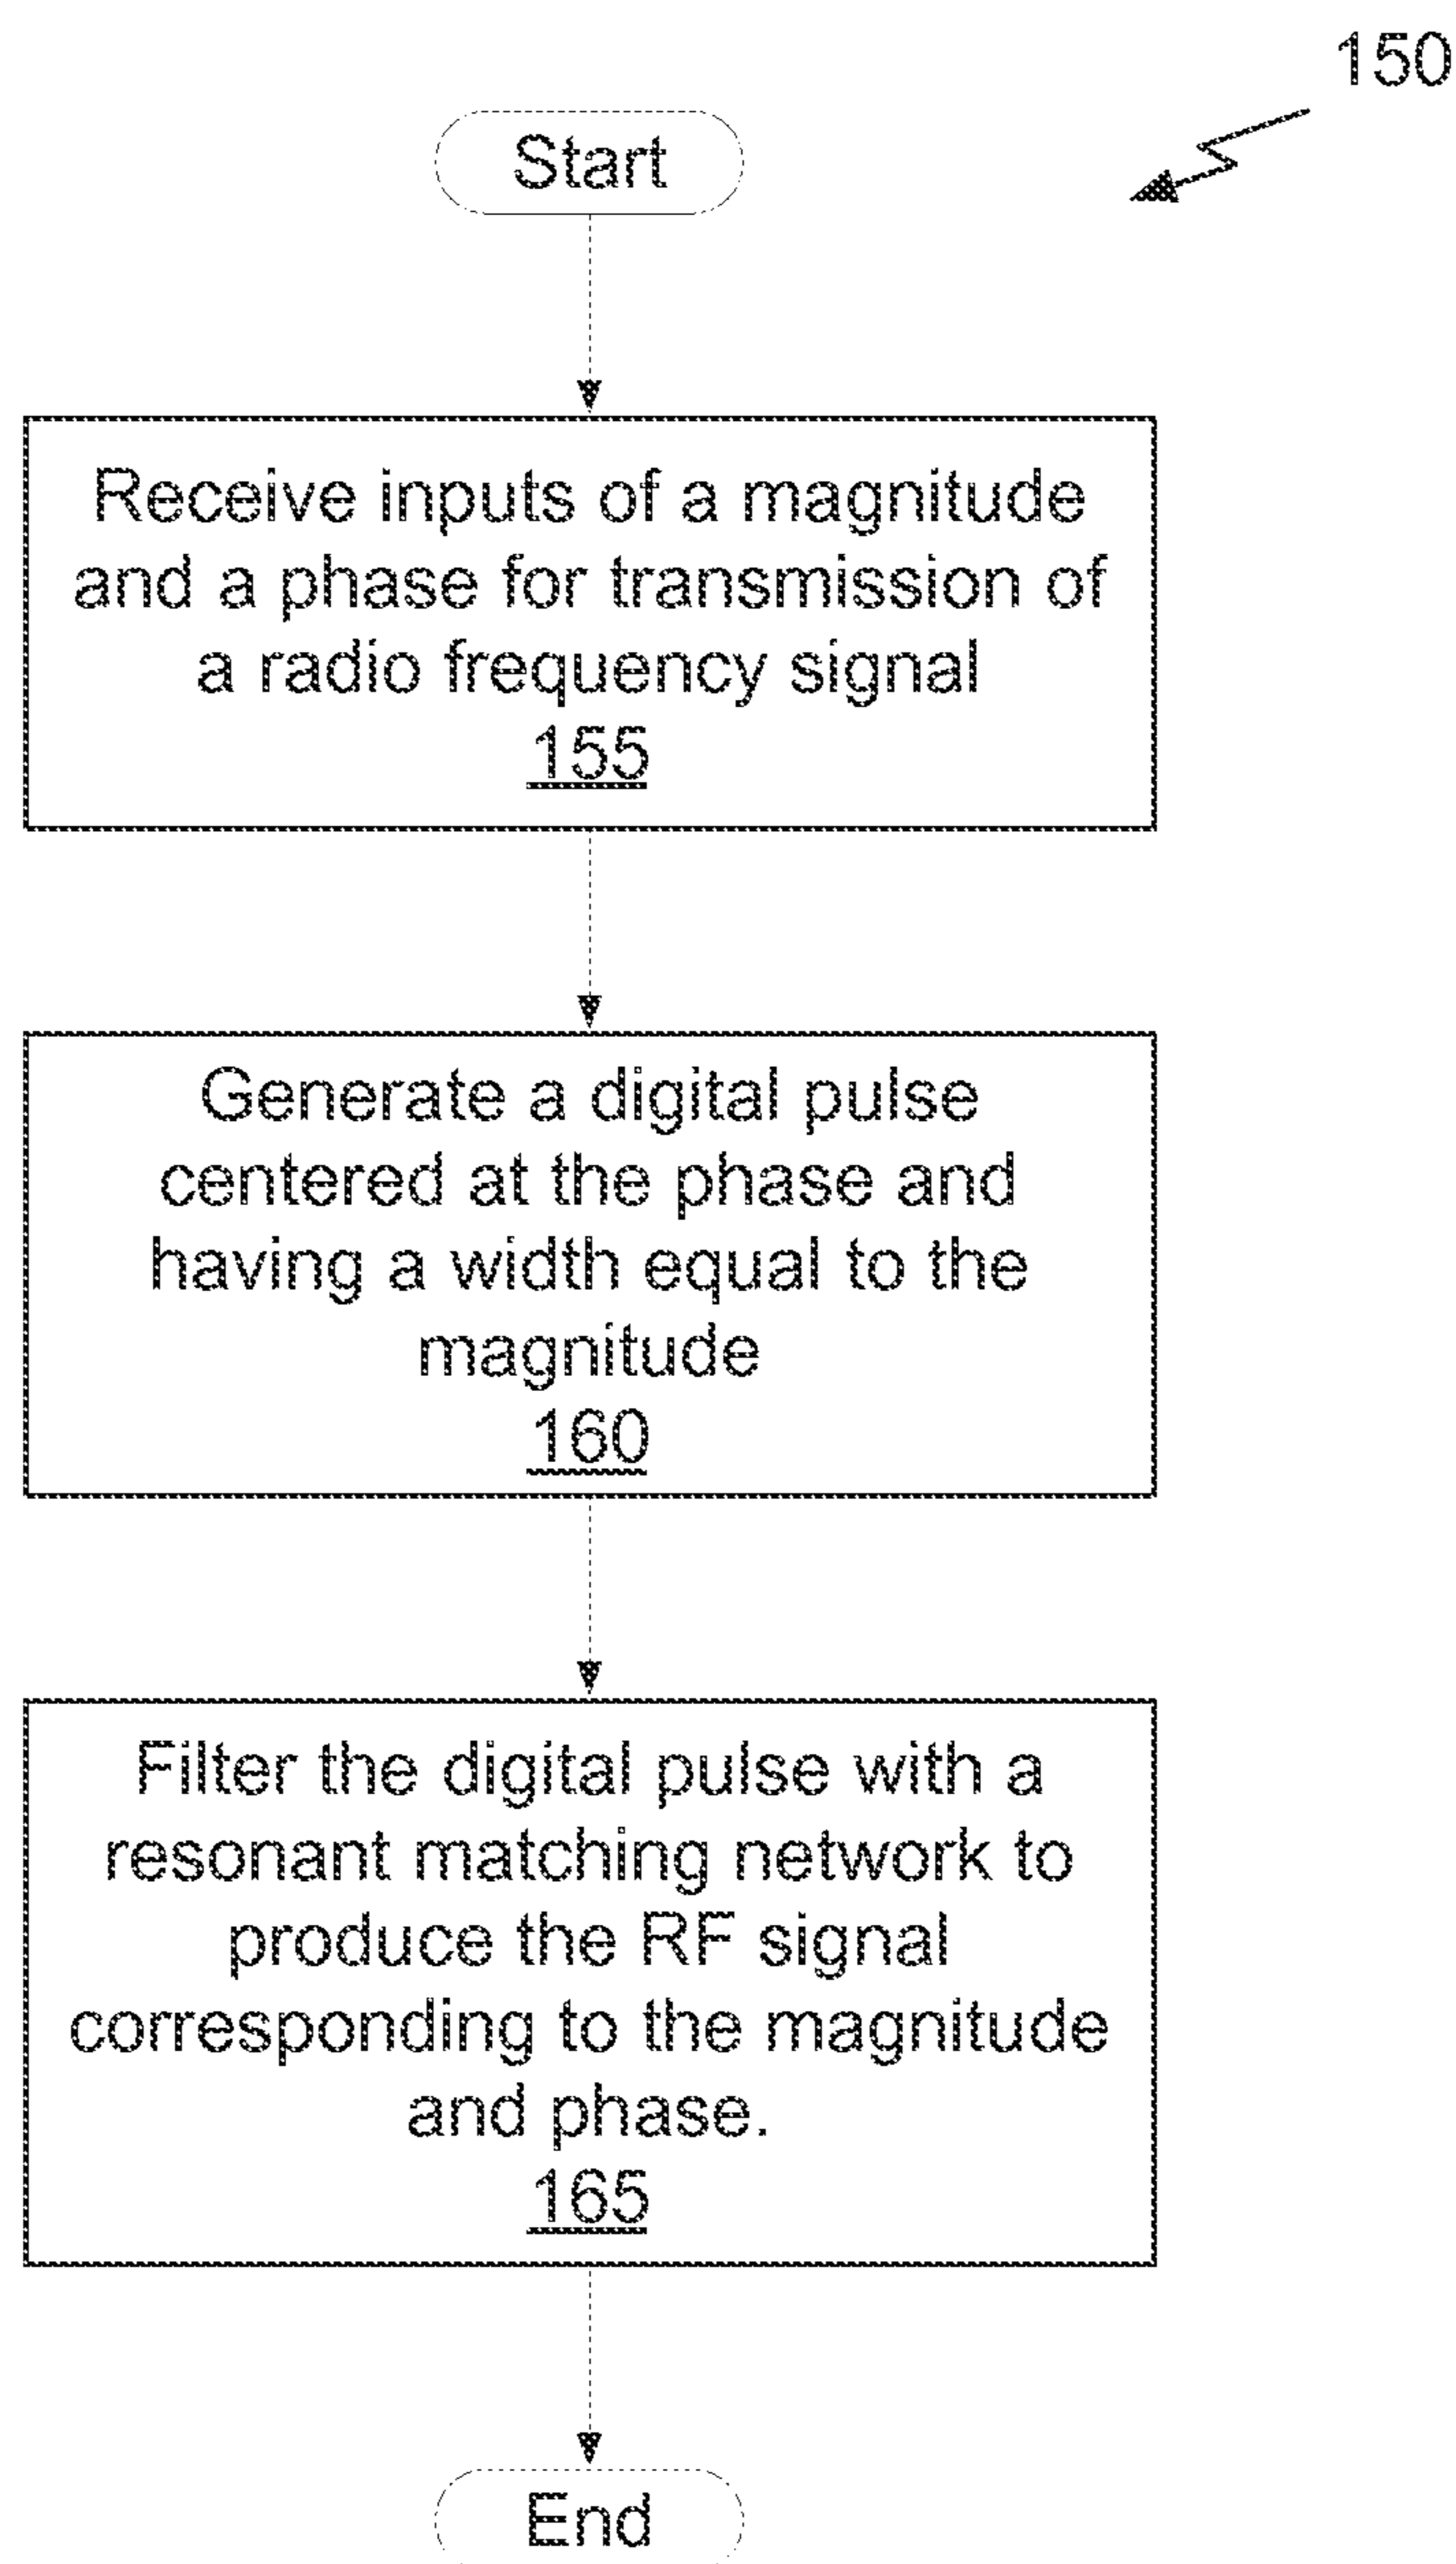 150
Start
Receive inputs of a magnitude
and a phase for transmission of
a radio frequency signal
155
Generate a digital pulse
centered at the phase and
having a width equal to the
magnitude
160
Filter the digital pulse with a
resonant matching network to
produce the RF signal
corresponding to the magnitude
and phase.
165
End